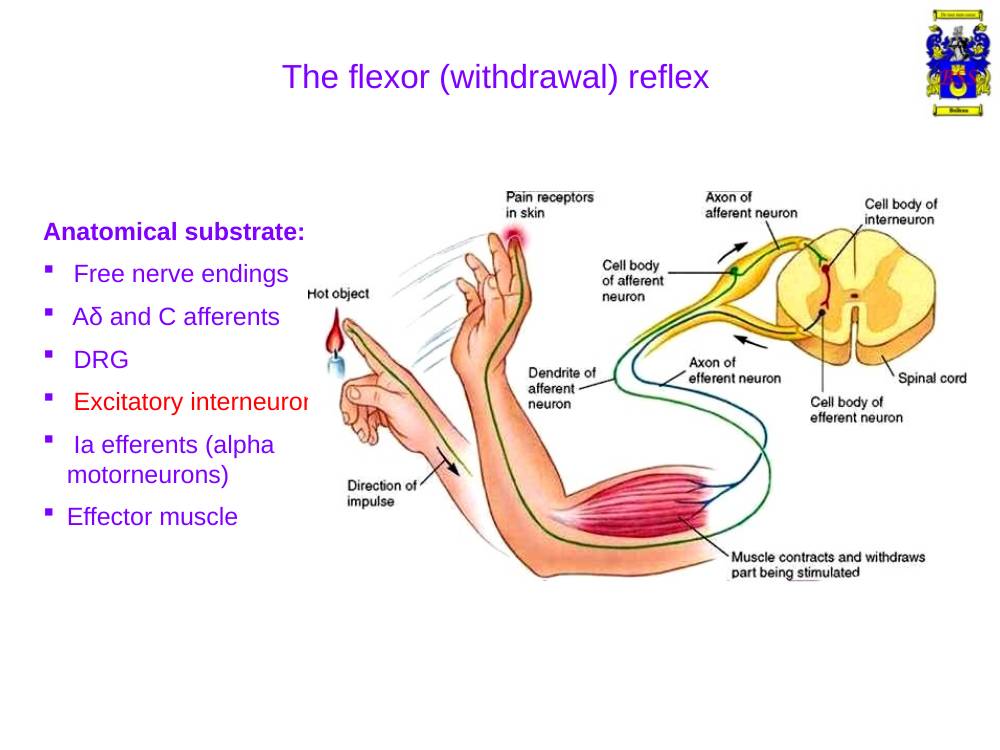 The flexor (withdrawal) reflex
Anatomical substrate:
▪ Free nerve endings
▪ Aδ and C afferents
▪ DRG
▪ Excitatory interneuron
▪ Ia efferents (alpha
motorneurons)
▪ Effector muscle
Pain receptors
in skin
Axon of
afferent neuron
Cell body of
interneuron
Cell body
of afferent
neuron
Hot object
Dendrite of
afferent
neuron
Axon of
efferent neuron
Spinal cord
Cell body of
efferent neuron
Direction of
impulse
Muscle contracts and withdraws
part being stimulated